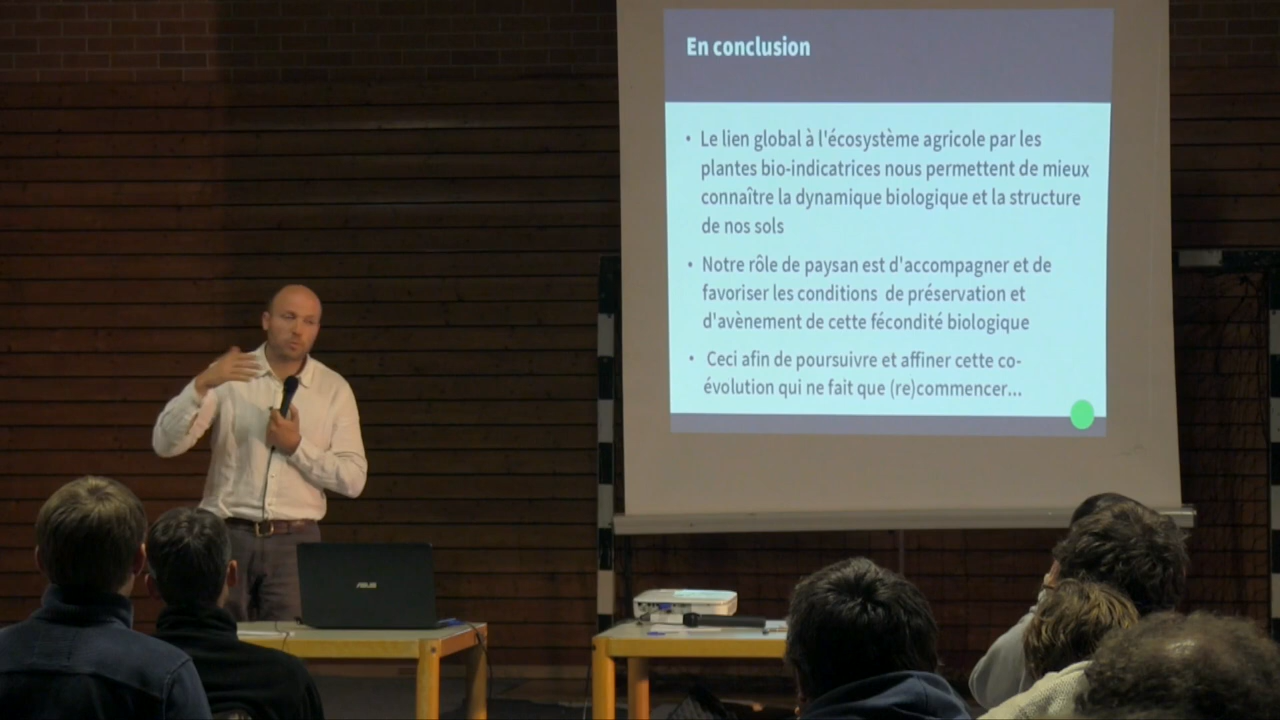 En conclusion
• Le lien global à l'écosystème agricole par les
plantes bio-indicatrices nous permettent de mieux
connaître la dynamique biologique et la structure
de nos sols
• Notre rôle de paysan est d'accompagner et de
favoriser les conditions de préservation et
d'avènement de cette fécondité biologique
• Ceci afin de poursuivre et affiner cette co-
évolution qui ne fait que (re)commencer...
ASUS